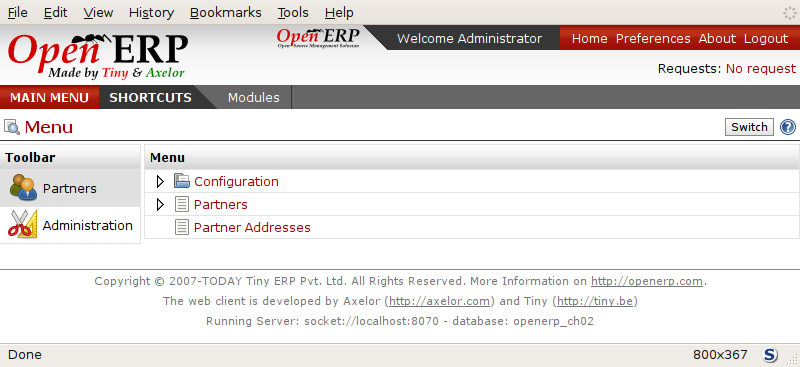 File Edit View History Bookmarks Tools Help
Open ERP
Made by Tiny & Axelor
Open ERP
Open Source Management Solution
Welcome Administrator
Home Preferences About Logout
Requests: No request
MAIN MENU SHORTCUTS Modules
Menu
Switch ?
Toolbar
Partners
Administration
Menu
Configuration
Partners
Partner Addresses
Copyright © 2007-TODAY Tiny ERP Pvt. Ltd. All Rights Reserved. More Information on http://openerp.com.
The web client is developed by Axelor (http://axelor.com) and Tiny (http://tiny.be)
Running Server: socket://localhost:8070 - database: openerp_ch02
Done 800x367 S